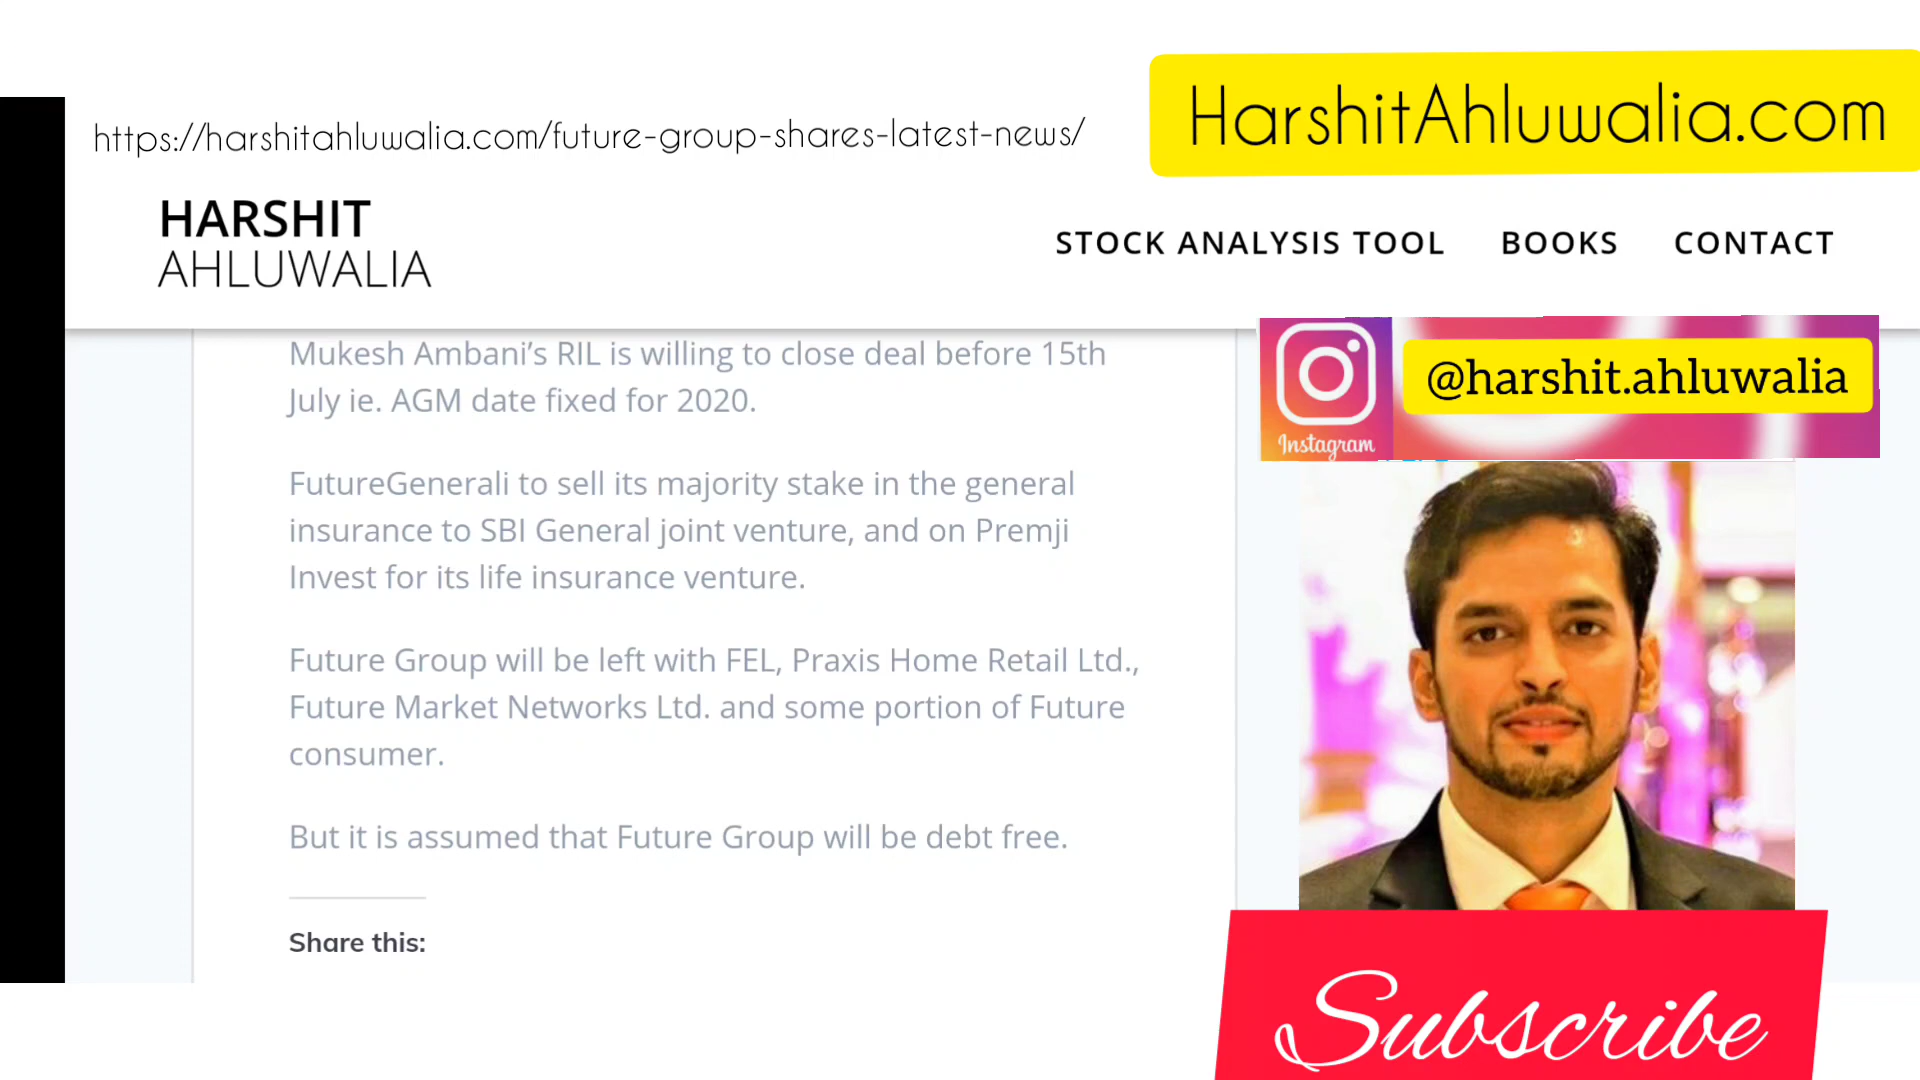 HarshitAhluwalia.com
https://harshitahluwalia.com/future-group-shares-latest-news/
HARSHIT
AHLUWALIA
STOCK ANALYSIS TOOL BOOKS CONTACT
Mukesh Ambani’s RIL is willing to close deal before 15th
July ie. AGM date fixed for 2020.
FutureGenerali to sell its majority stake in the general
insurance to SBI General joint venture, and on Premji
Invest for its life insurance venture.
Future Group will be left with FEL, Praxis Home Retail Ltd.,
Future Market Networks Ltd. and some portion of Future
consumer.
But it is assumed that Future Group will be debt free.
Share this:
Instagram
@harshit.ahluwalia
Subscribe